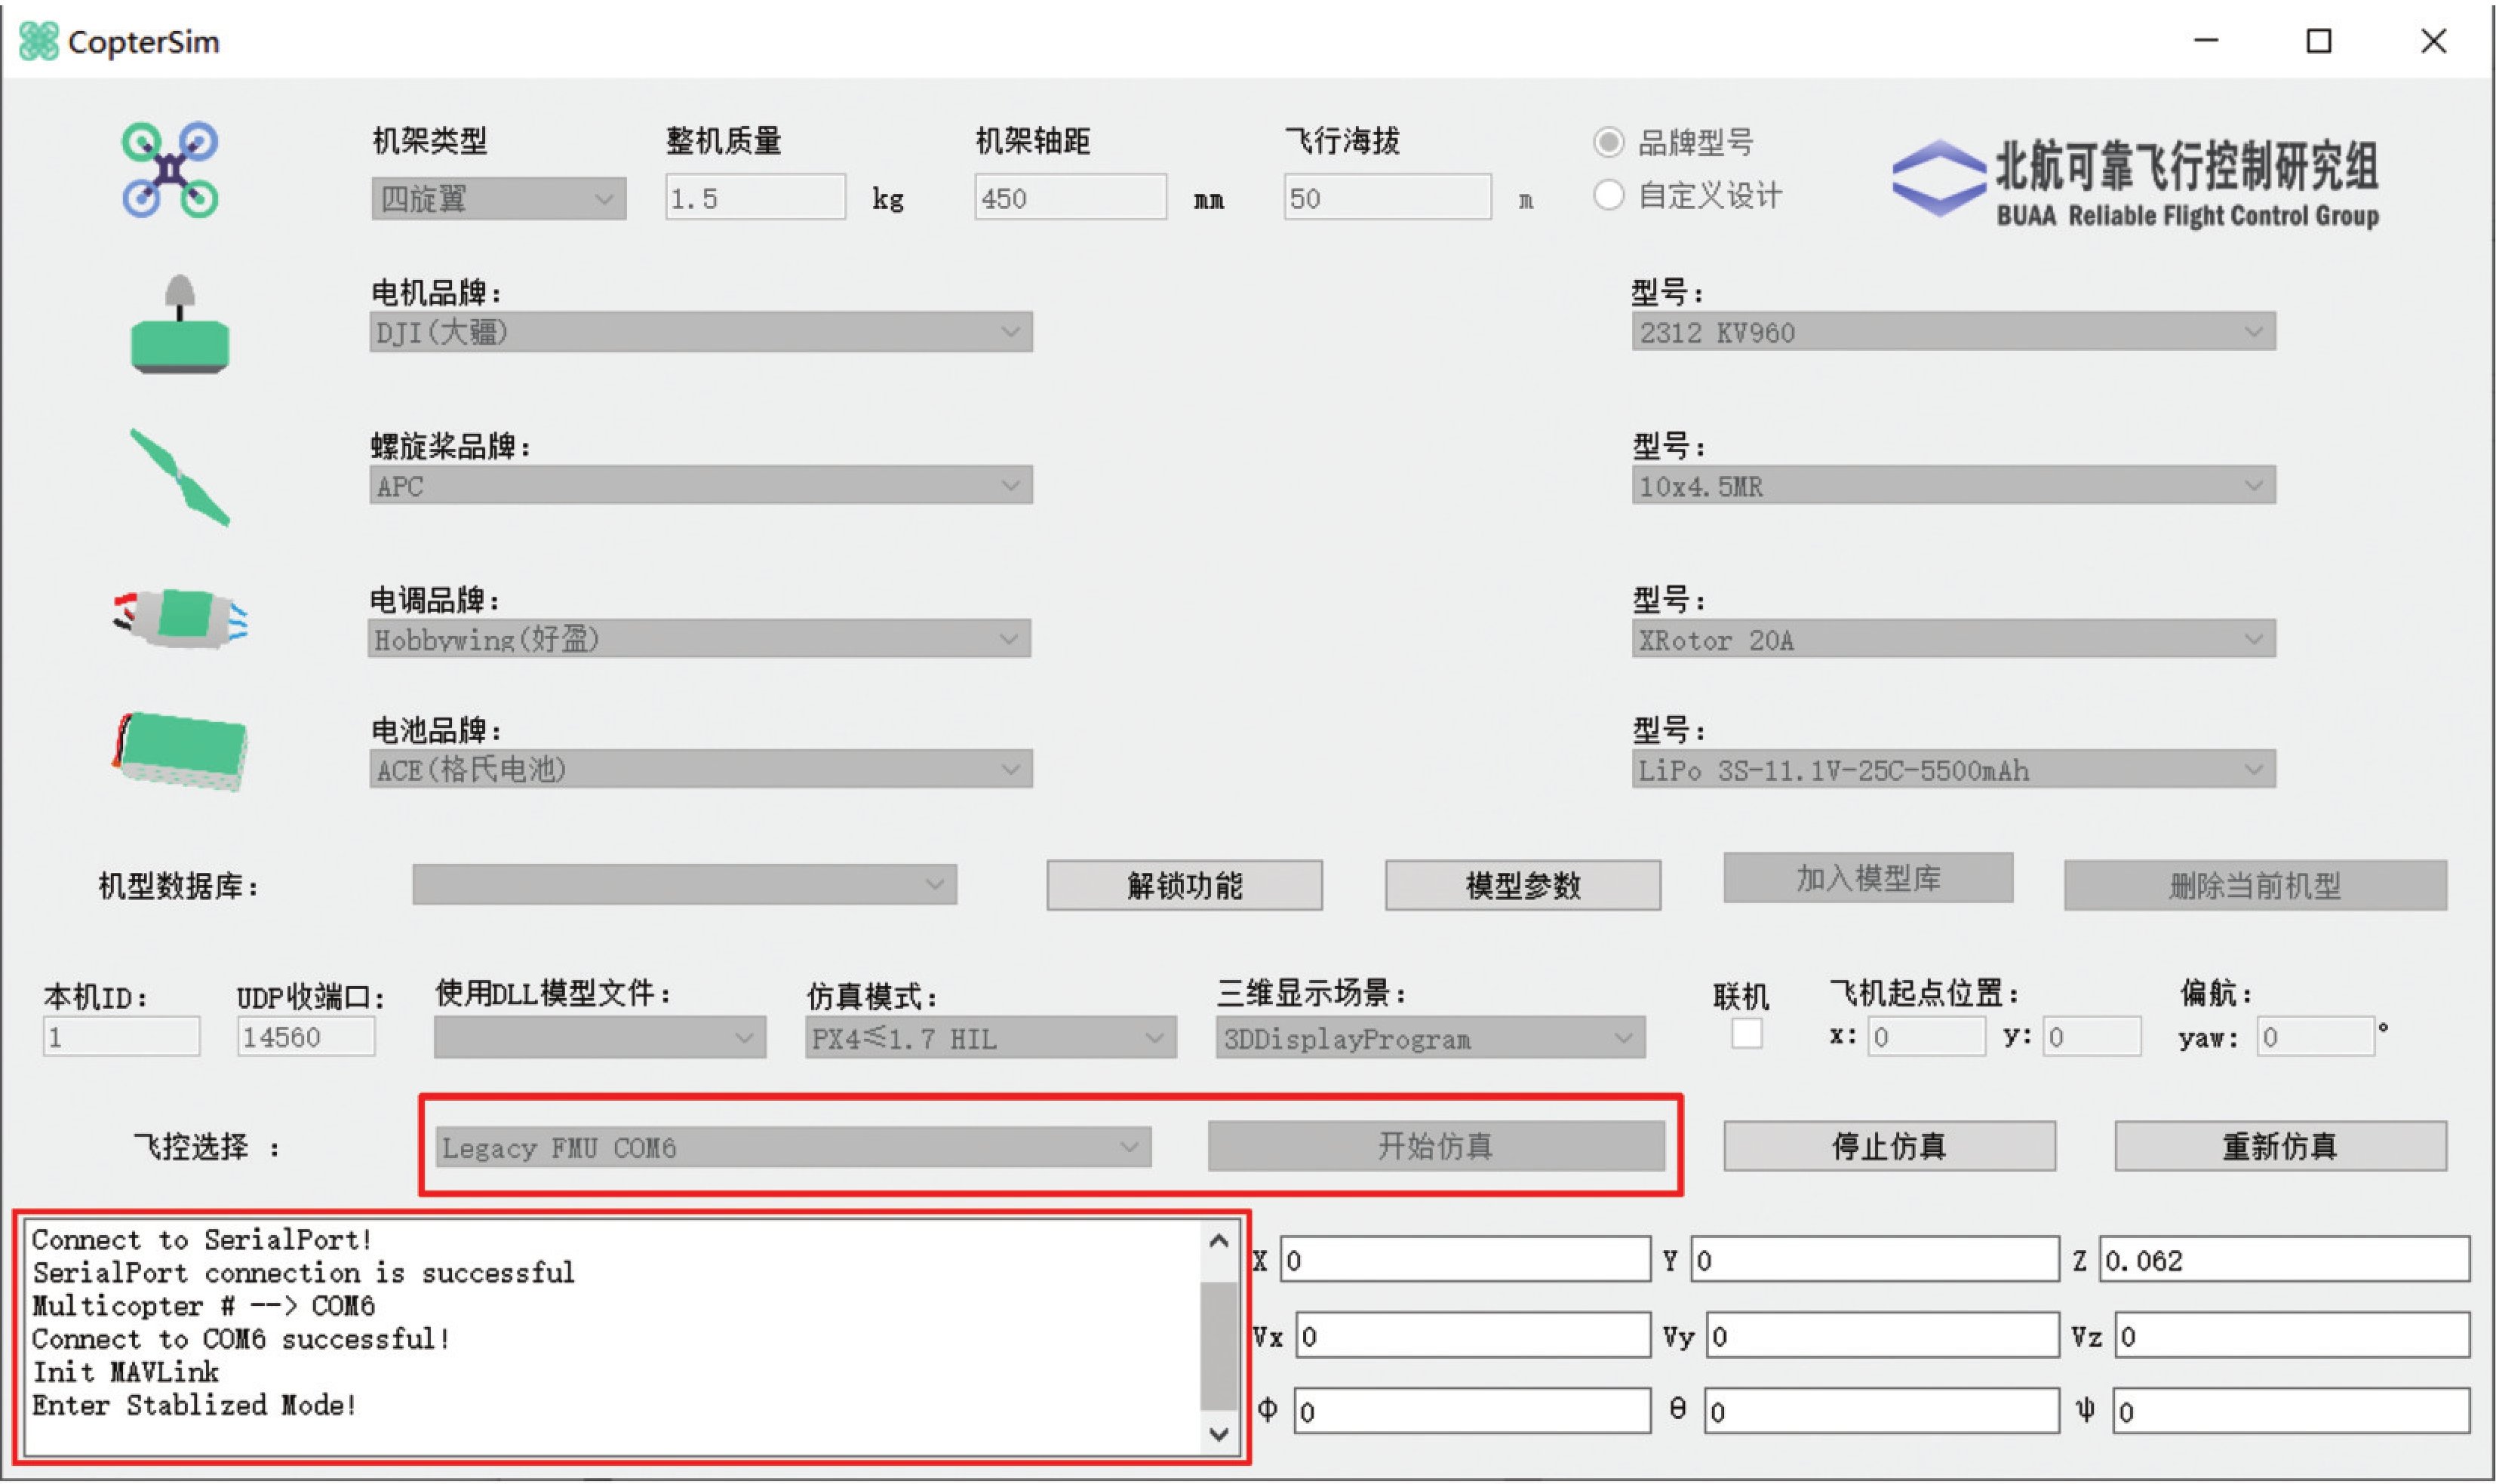 CopterSim
机架类型 整机质量 机架轴距 飞行海拔 品牌型号
四旋翼 1.5 kg 450 mm 50 m 自定义设计
北航可靠飞行控制研究组
BUAA Reliable Flight Control Group
电机品牌： 型号：
DJI(大疆) 2312 KV960
螺旋桨品牌： 型号：
APC 10x4.5MR
电调品牌： 型号：
Hobbywing(好盈) XRotor 20A
电池品牌： 型号：
ACE(格氏电池) LiPo 3S-11.1V-25C-5500mAh
机型数据库： 解锁功能 模型参数 加入模型库 删除当前机型
本机ID： UDP收端口： 使用DLL模型文件： 仿真模式： 三维显示场景： 联机 飞机起点位置： 偏航：
1 14560 PX4≤1.7 HIL 3DDisplayProgram x: 0 y: 0 yaw: 0 °
飞控选择 ： Legacy FMU COM6 开始仿真 停止仿真 重新仿真
Connect to SerialPort!
SerialPort connection is successful
Multicopter # --> COM6
Connect to COM6 successful!
Init MAVLink
Enter Stablized Mode!
X 0 Y 0 Z 0.062
Vx 0 Vy 0 Vz 0
Φ 0 θ 0 ψ 0